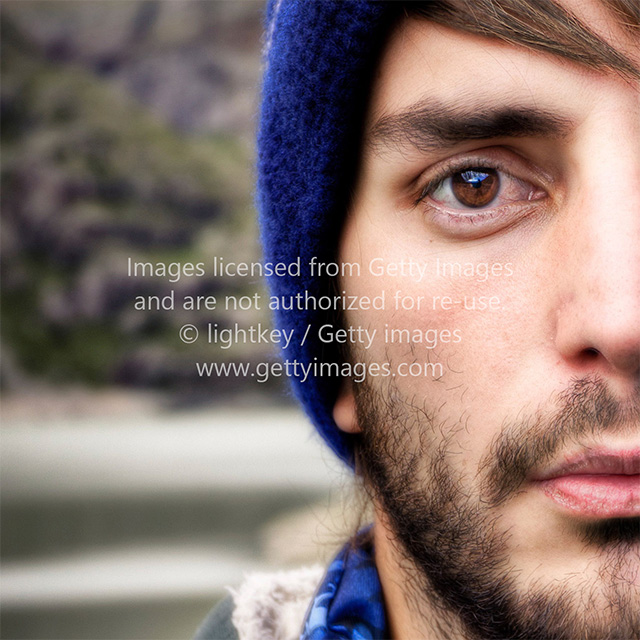 Images licensed from Getty Images
and are not authorized for re-use.
© lightkey / Getty images
www.gettyimages.com